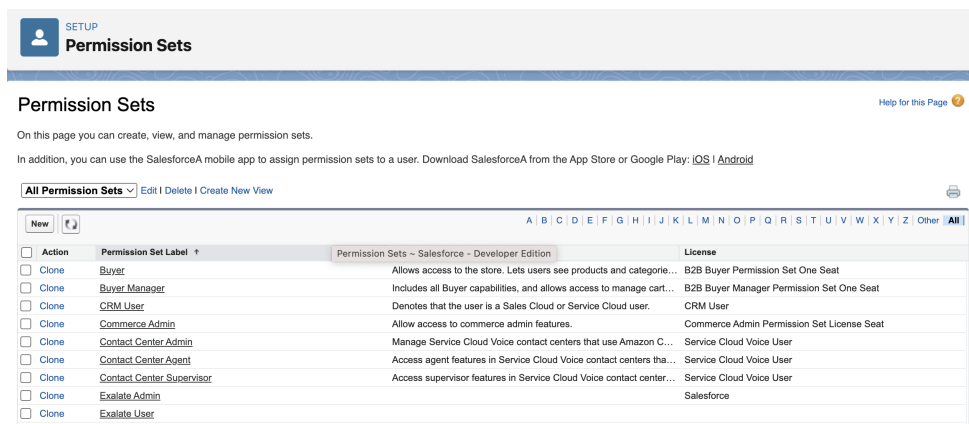 SETUP
Permission Sets
Permission Sets
Help for this Page ?
On this page you can create, view, and manage permission sets.
In addition, you can use the SalesforceA mobile app to assign permission sets to a user. Download SalesforceA from the App Store or Google Play: iOS | Android
All Permission Sets Edit | Delete | Create New View
New A B C D E F G H I J K L M N O P Q R S T U V W X Y Z Other All
Action Permission Set Label ↑ Permission Sets ~ Salesforce - Developer Edition License
Clone Buyer Allows access to the store. Lets users see products and categorie... B2B Buyer Permission Set One Seat
Clone Buyer Manager Includes all Buyer capabilities, and allows access to manage cart... B2B Buyer Manager Permission Set One Seat
Clone CRM User Denotes that the user is a Sales Cloud or Service Cloud user. CRM User
Clone Commerce Admin Allow access to commerce admin features. Commerce Admin Permission Set License Seat
Clone Contact Center Admin Manage Service Cloud Voice contact centers that use Amazon C... Service Cloud Voice User
Clone Contact Center Agent Access agent features in Service Cloud Voice contact centers tha... Service Cloud Voice User
Clone Contact Center Supervisor Access supervisor features in Service Cloud Voice contact center... Service Cloud Voice User
Clone Exalate Admin Salesforce
Clone Exalate User